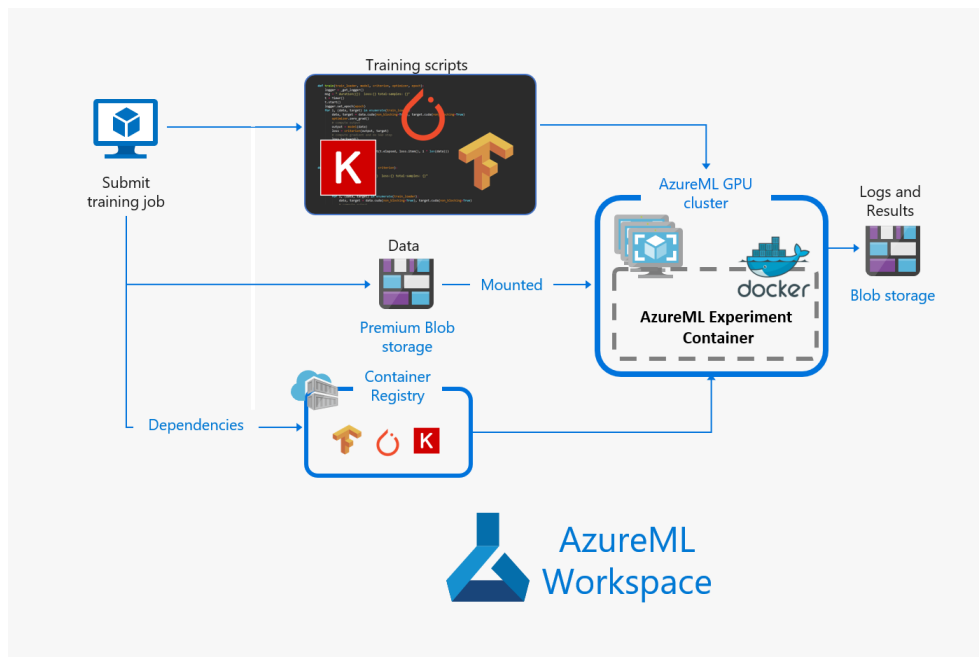 Training scripts
Submit
training job
K
AzureML GPU
cluster
Logs and
Results
Data
Mounted
docker
Blob storage
AzureML Experiment
Container
Premium Blob
storage
Container
Registry
Dependencies
K
AzureML
Workspace